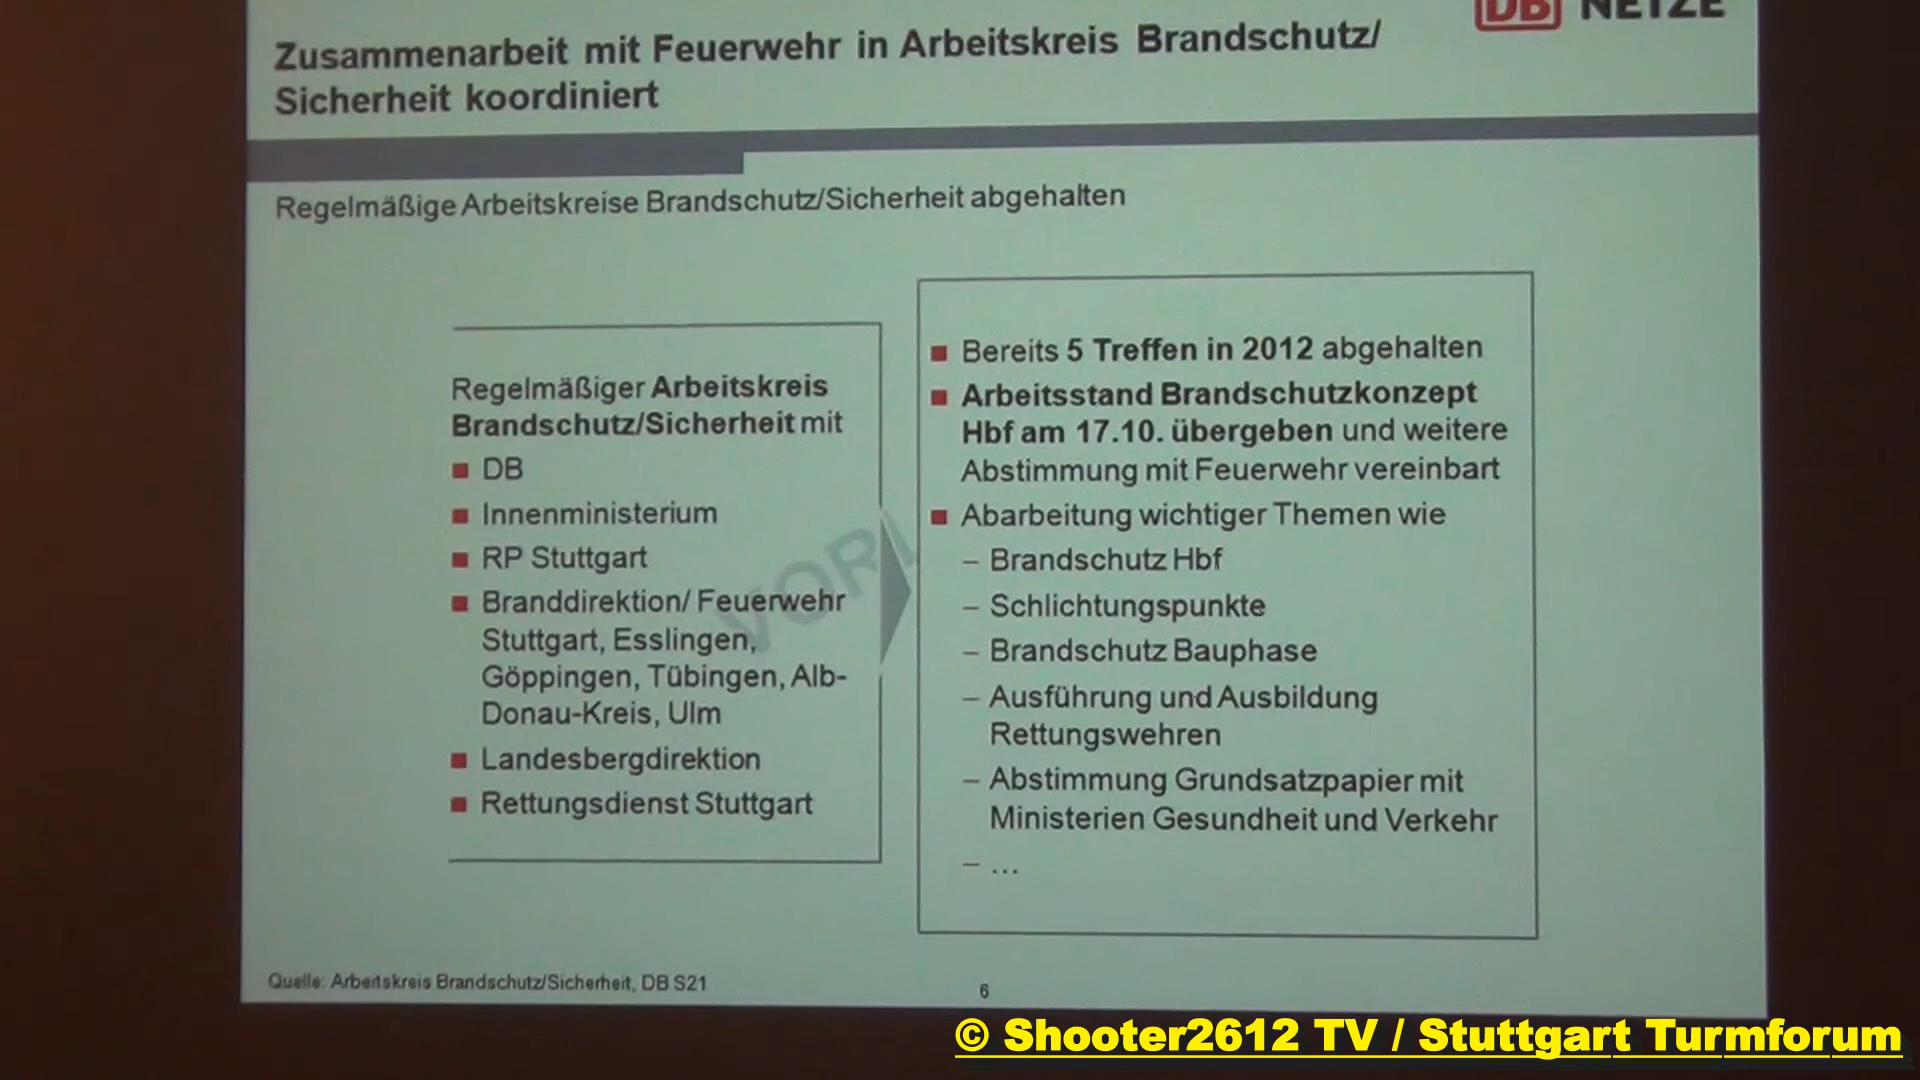 DB NETZE
Zusammenarbeit mit Feuerwehr in Arbeitskreis Brandschutz/
Sicherheit koordiniert
Regelmäßige Arbeitskreise Brandschutz/Sicherheit abgehalten
Regelmäßiger Arbeitskreis
Brandschutz/Sicherheit mit
■ DB
■ Innenministerium
■ RP Stuttgart
■ Branddirektion/ Feuerwehr
Stuttgart, Esslingen,
Göppingen, Tübingen, Alb-
Donau-Kreis, Ulm
■ Landesbergdirektion
■ Rettungsdienst Stuttgart
■ Bereits 5 Treffen in 2012 abgehalten
■ Arbeitsstand Brandschutzkonzept
Hbf am 17.10. übergeben und weitere
Abstimmung mit Feuerwehr vereinbart
■ Abarbeitung wichtiger Themen wie
– Brandschutz Hbf
– Schlichtungspunkte
– Brandschutz Bauphase
– Ausführung und Ausbildung
Rettungswehren
– Abstimmung Grundsatzpapier mit
Ministerien Gesundheit und Verkehr
– ...
Quelle: Arbeitskreis Brandschutz/Sicherheit, DB S21
6
© Shooter2612 TV / Stuttgart Turmforum